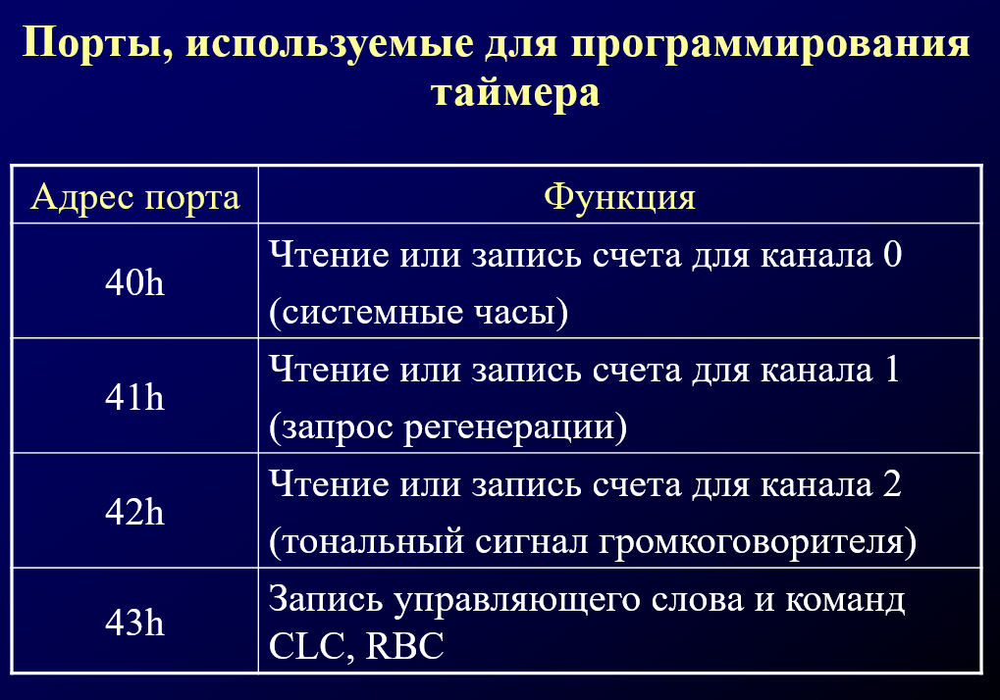 Порты, используемые для программирования
таймера
Адрес порта
Функция
40h
Чтение или запись счета для канала 0
(системные часы)
41h
Чтение или запись счета для канала 1
(запрос регенерации)
42h
Чтение или запись счета для канала 2
(тональный сигнал громкоговорителя)
43h
Запись управляющего слова и команд
CLC, RBC